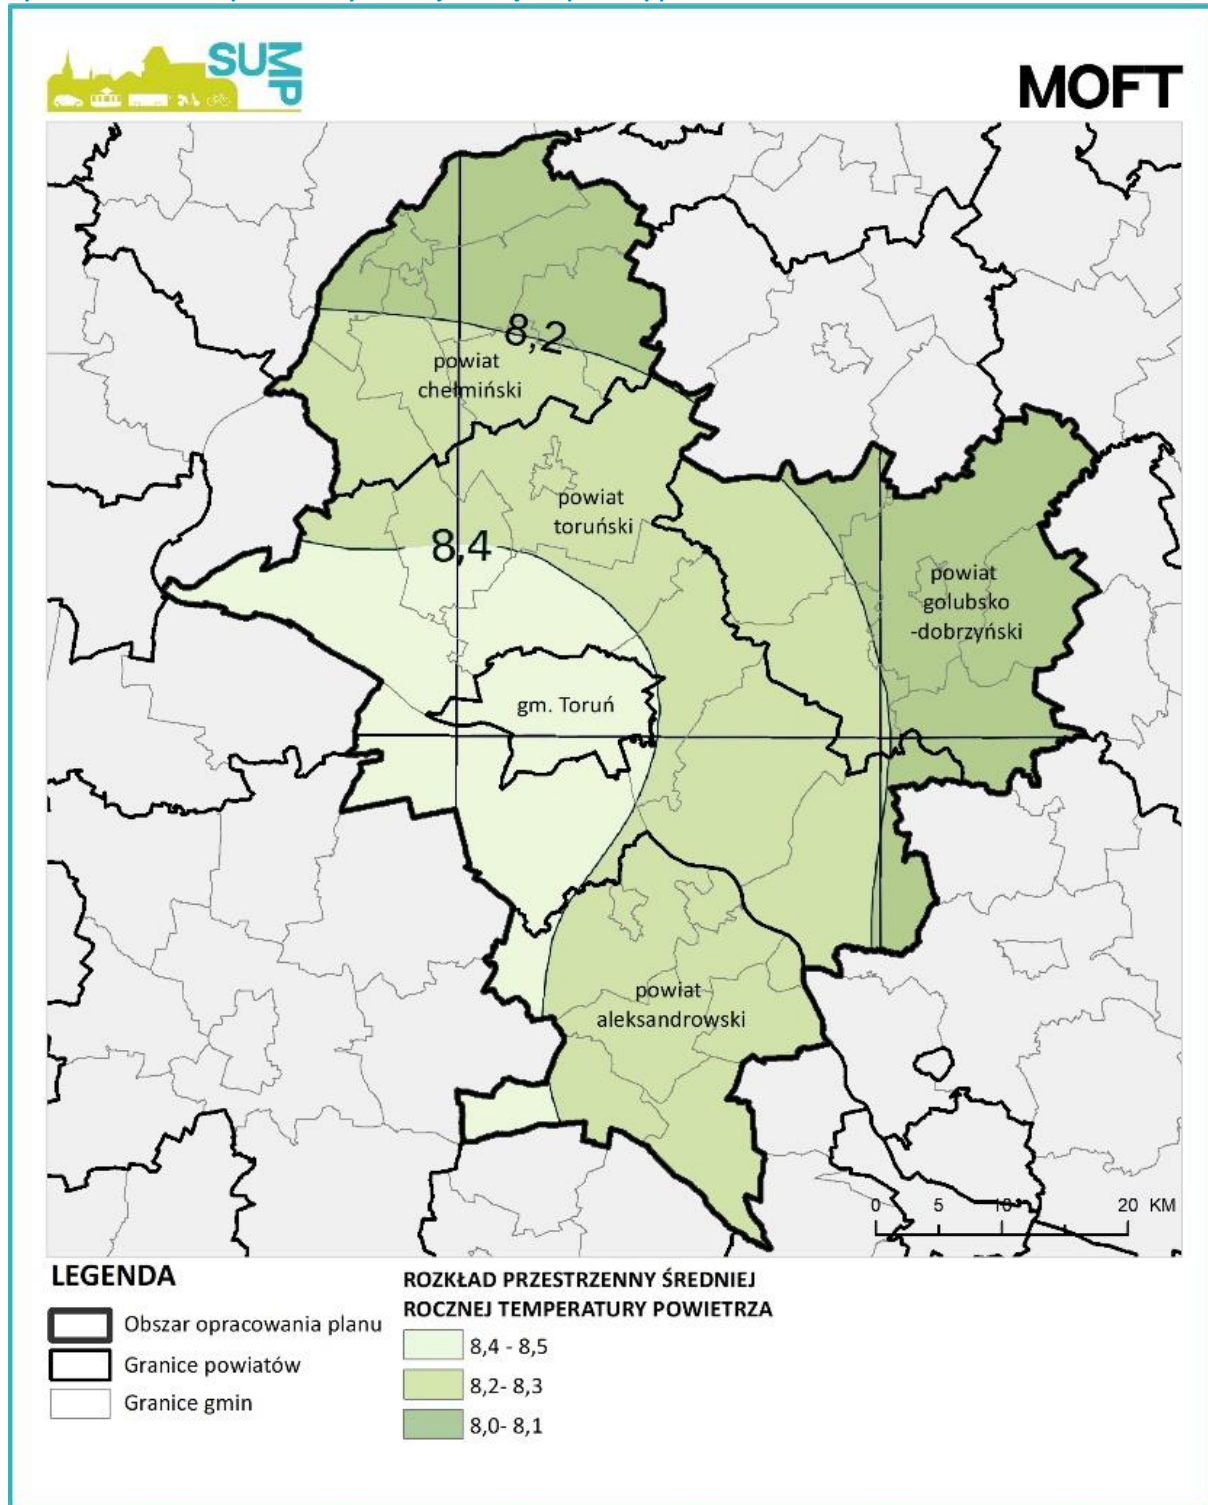 SUMP
MOFT
8,2
powiat
chełmiński
powiat
toruński
8,4
powiat
golubsko
-dobrzyński
gm. Toruń
powiat
aleksandrowski
0 5 10 20 KM
LEGENDA
Obszar opracowania planu
Granice powiatów
Granice gmin
ROZKŁAD PRZESTRZENNY ŚREDNIEJ
ROCZNEJ TEMPERATURY POWIETRZA
8,4 - 8,5
8,2- 8,3
8,0- 8,1